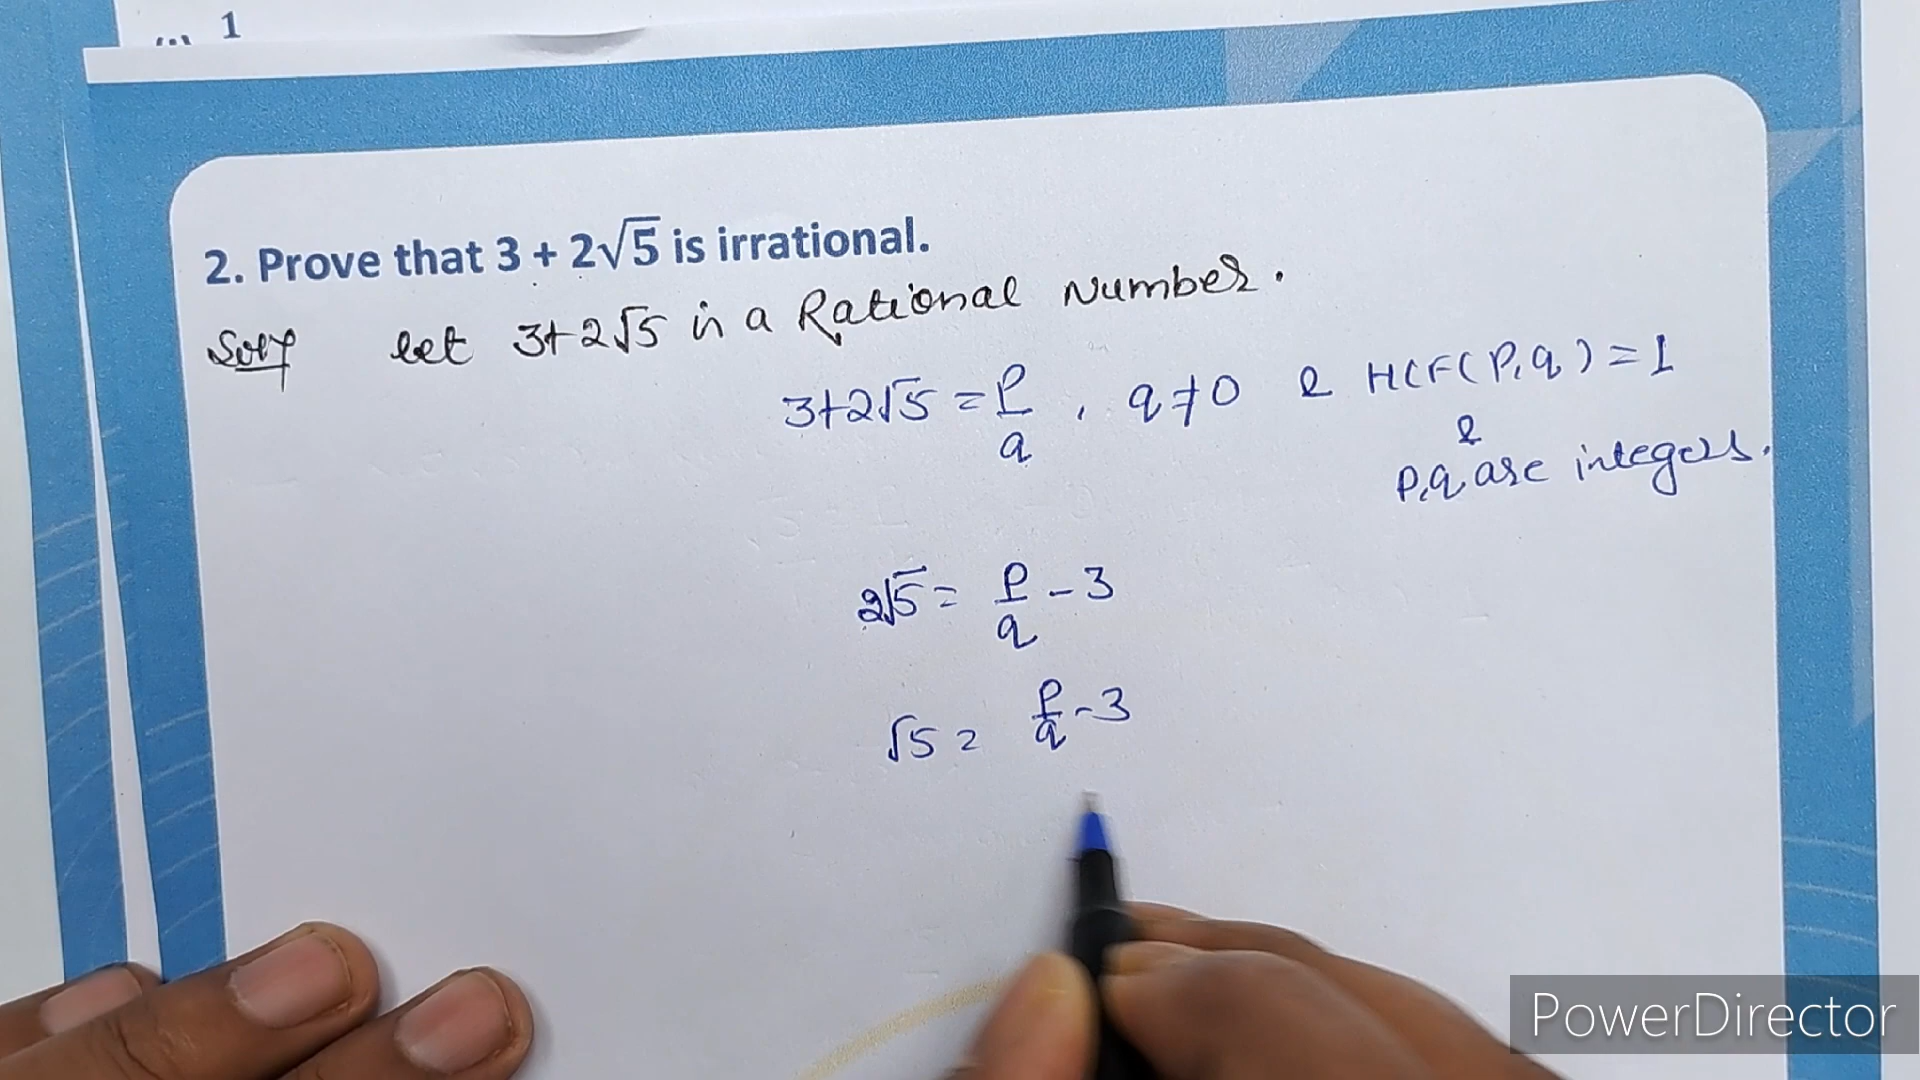 1
2. Prove that 3 + 2√5 is irrational.
Soln let 3+2√5 is a Rational Number.
3+2√5 = P/q , q≠0 & HCF(P,q)=1
&
P,q are integers.
2√5 = P/q - 3
√5 = P/q - 3
PowerDirector